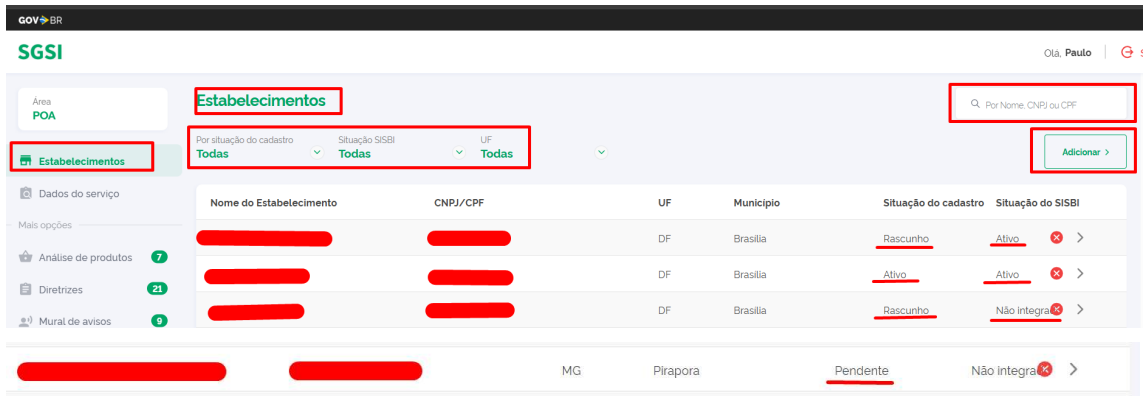 GOV BR
SGSI
Olá, Paulo
Área
POA
Estabelecimentos
Por Nome, CNPJ ou CPF
Por situação do cadastro Situação SISBI UF
Todas Todas Todas
Adicionar >
Estabelecimentos
Dados do serviço
Mais opções
Análise de produtos 7
Diretrizes 21
Mural de avisos 9
Nome do Estabelecimento CNPJ/CPF UF Município Situação do cadastro Situação do SISBI
DF Brasília Rascunho Ativo
DF Brasília Ativo Ativo
DF Brasília Rascunho Não integra
MG Pirapora Pendente Não integra